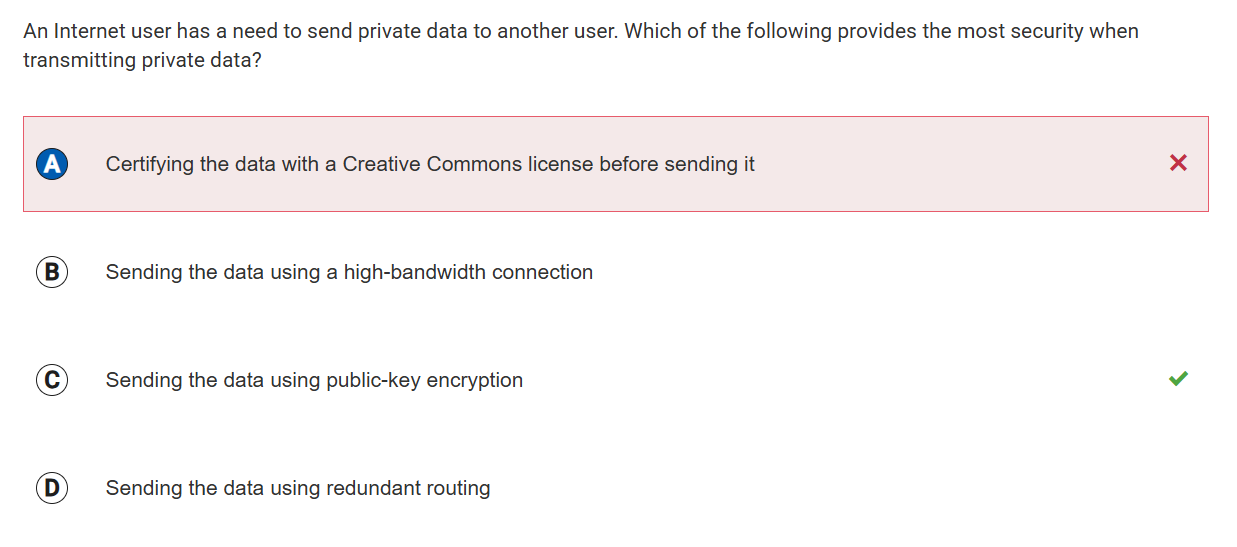 An Internet user has a need to send private data to another user. Which of the following provides the most security when
transmitting private data?
A Certifying the data with a Creative Commons license before sending it
B Sending the data using a high-bandwidth connection
C Sending the data using public-key encryption
D Sending the data using redundant routing